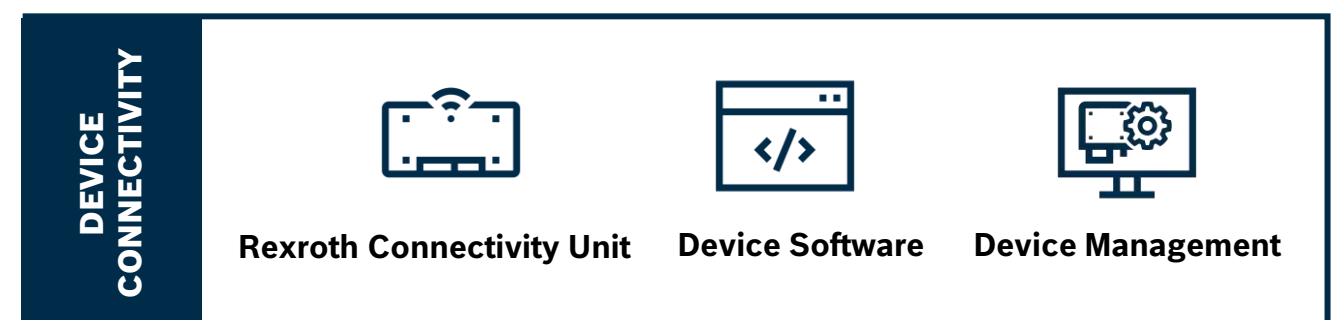 DEVICE
CONNECTIVITY
</>
Rexroth Connectivity Unit
Device Software
Device Management